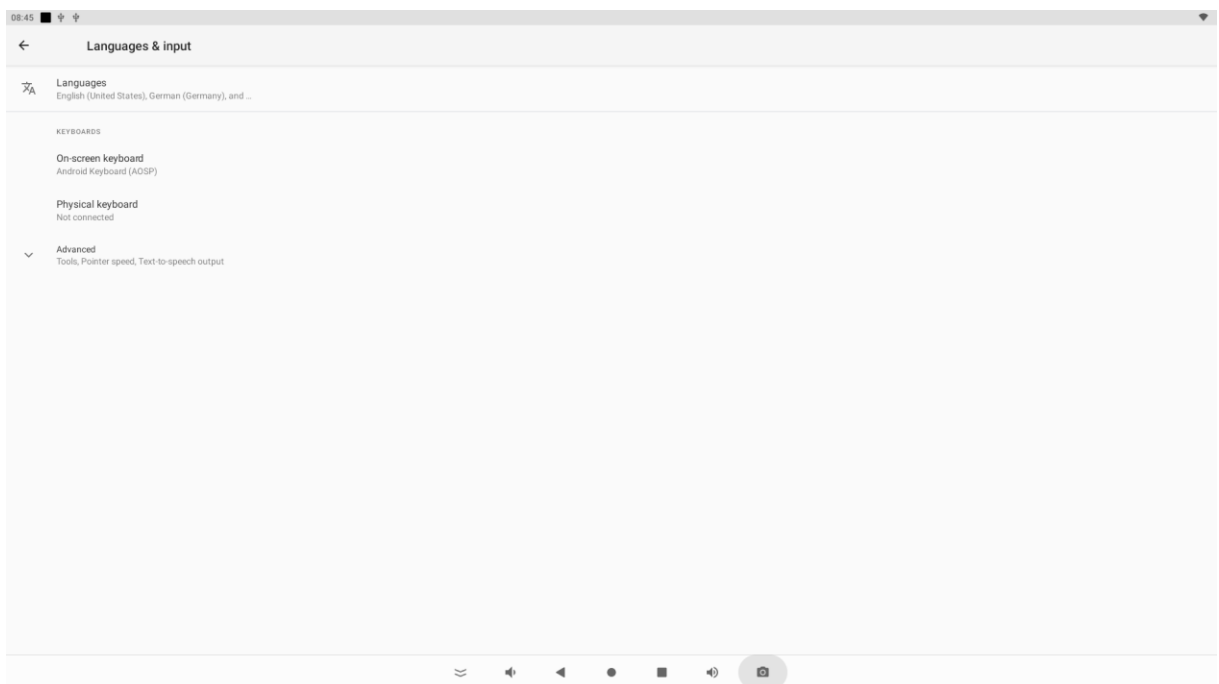 08:45
Languages & input
Languages
English (United States), German (Germany), and ...
KEYBOARDS
On-screen keyboard
Android Keyboard (AOSP)
Physical keyboard
Not connected
Advanced
Tools, Pointer speed, Text-to-speech output